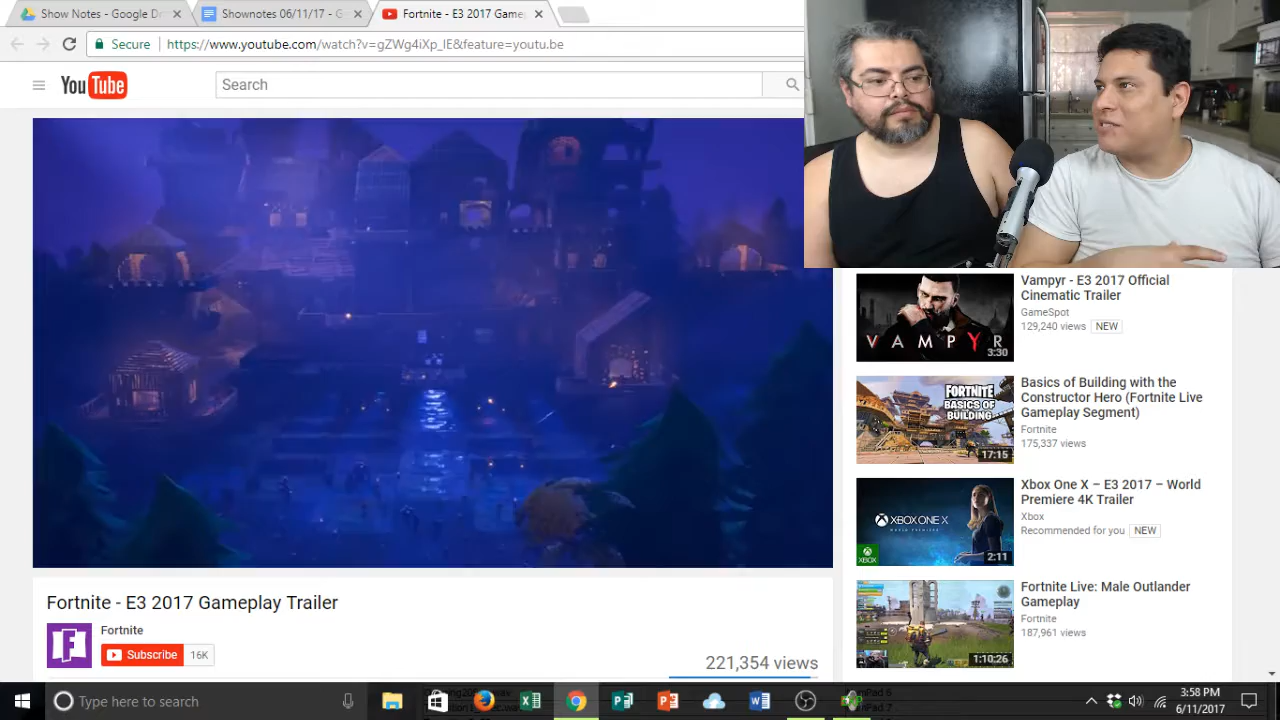 Show Notes - Google Dri
Shownotes 06/11/17 - G
Fortnite - E3 2017 Game
Secure
https://www.youtube.com/watch?v=gZWg4iXp_lE&feature=youtu.be
YouTube
Search
VAMPYR
3:30
Vampyr - E3 2017 Official
Cinematic Trailer
GameSpot
129,240 views NEW
FORTNITE
BASICS OF
BUILDING
17:15
Basics of Building with the
Constructor Hero (Fortnite Live
Gameplay Segment)
Fortnite
175,337 views
XBOX ONE X
XBOX
2:11
Xbox One X – E3 2017 – World
Premiere 4K Trailer
Xbox
Recommended for you NEW
1:10:26
Fortnite Live: Male Outlander
Gameplay
Fortnite
187,961 views
Fortnite - E3 2017 Gameplay Trailer
Fortnite
Subscribe 16K
221,354 views
Type here to search
3:58 PM
6/11/2017